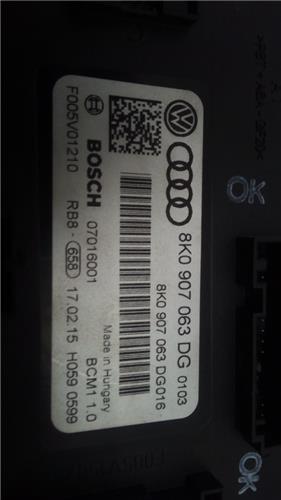 8K0 907 063 DG 0103
8K0 907 063 DG016
BOSCH 07016001 Made in Hungary BCM1 1.0
F005V01210 RB8- 658 17.02.15 H059 0599
OK
OK